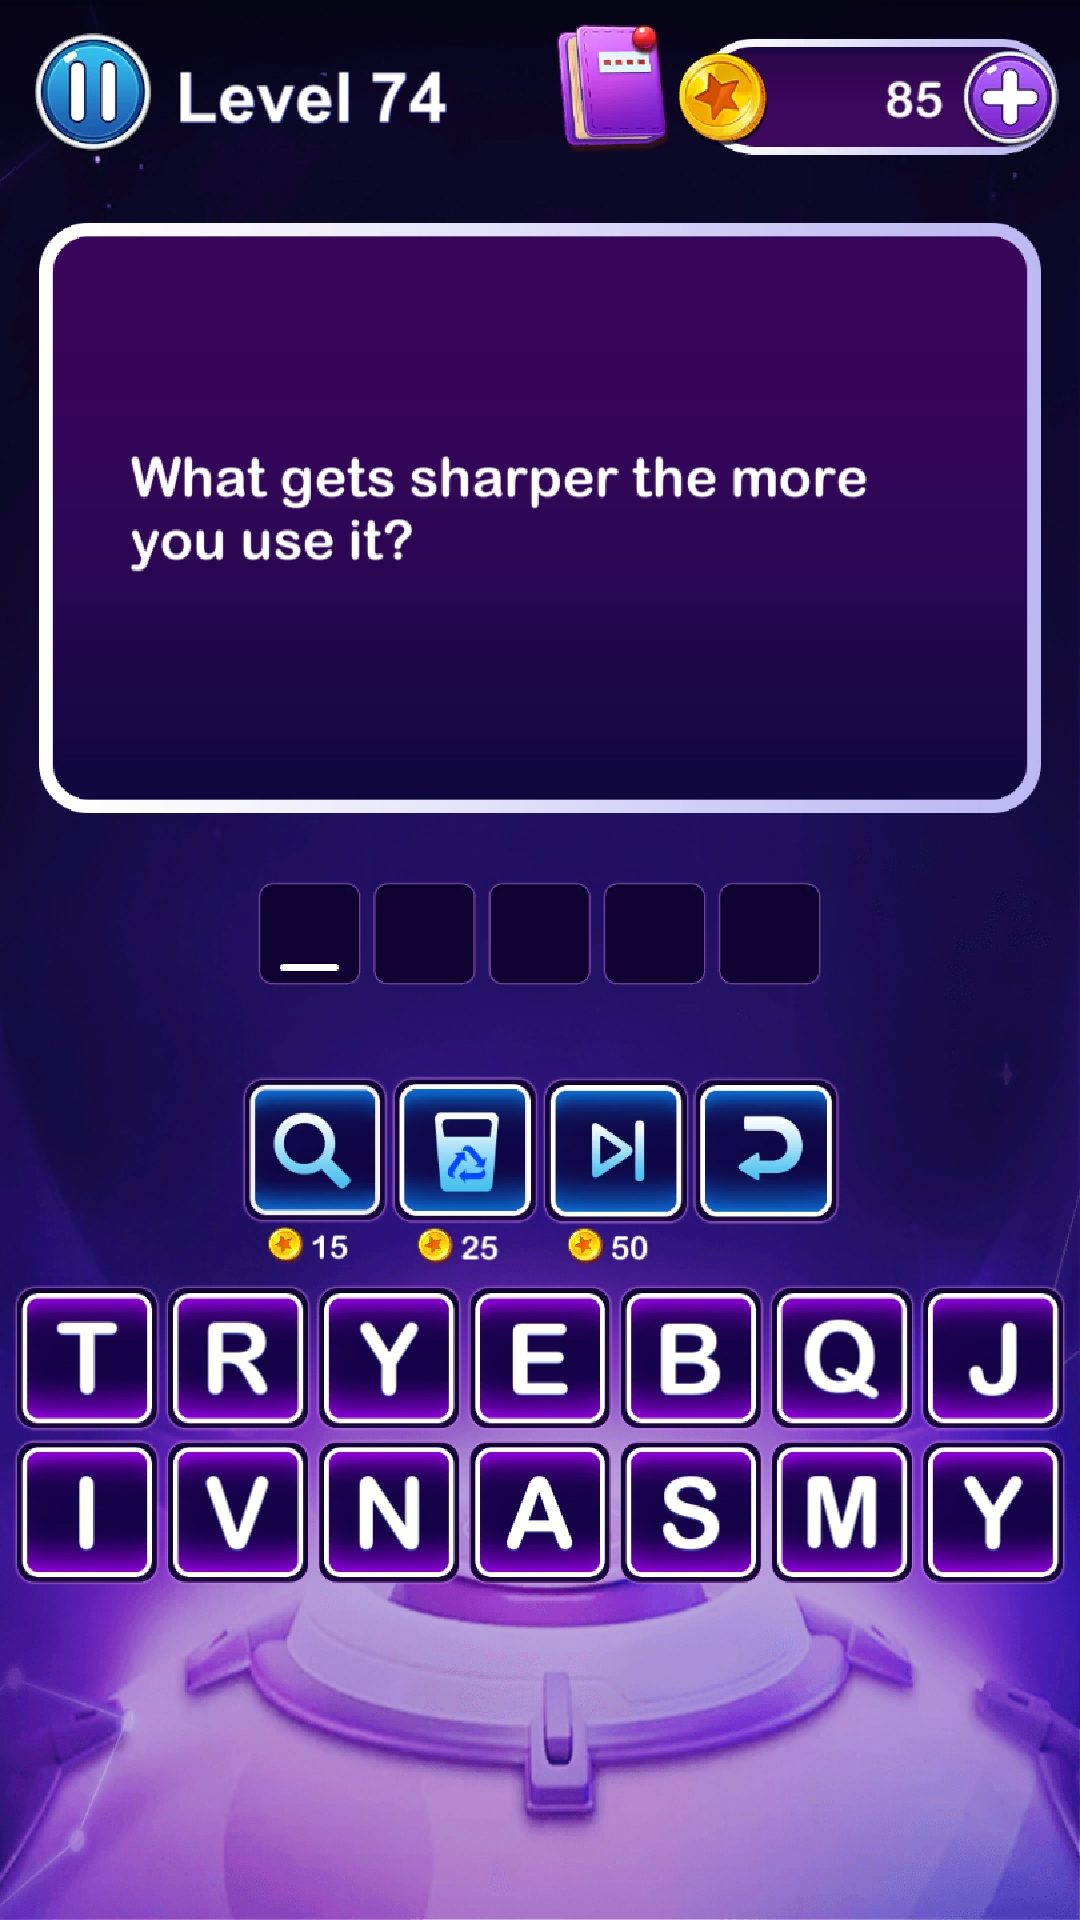 Level 74
85
What gets sharper the more
you use it?
15 25 50
T R Y E B Q J
I V N A S M Y